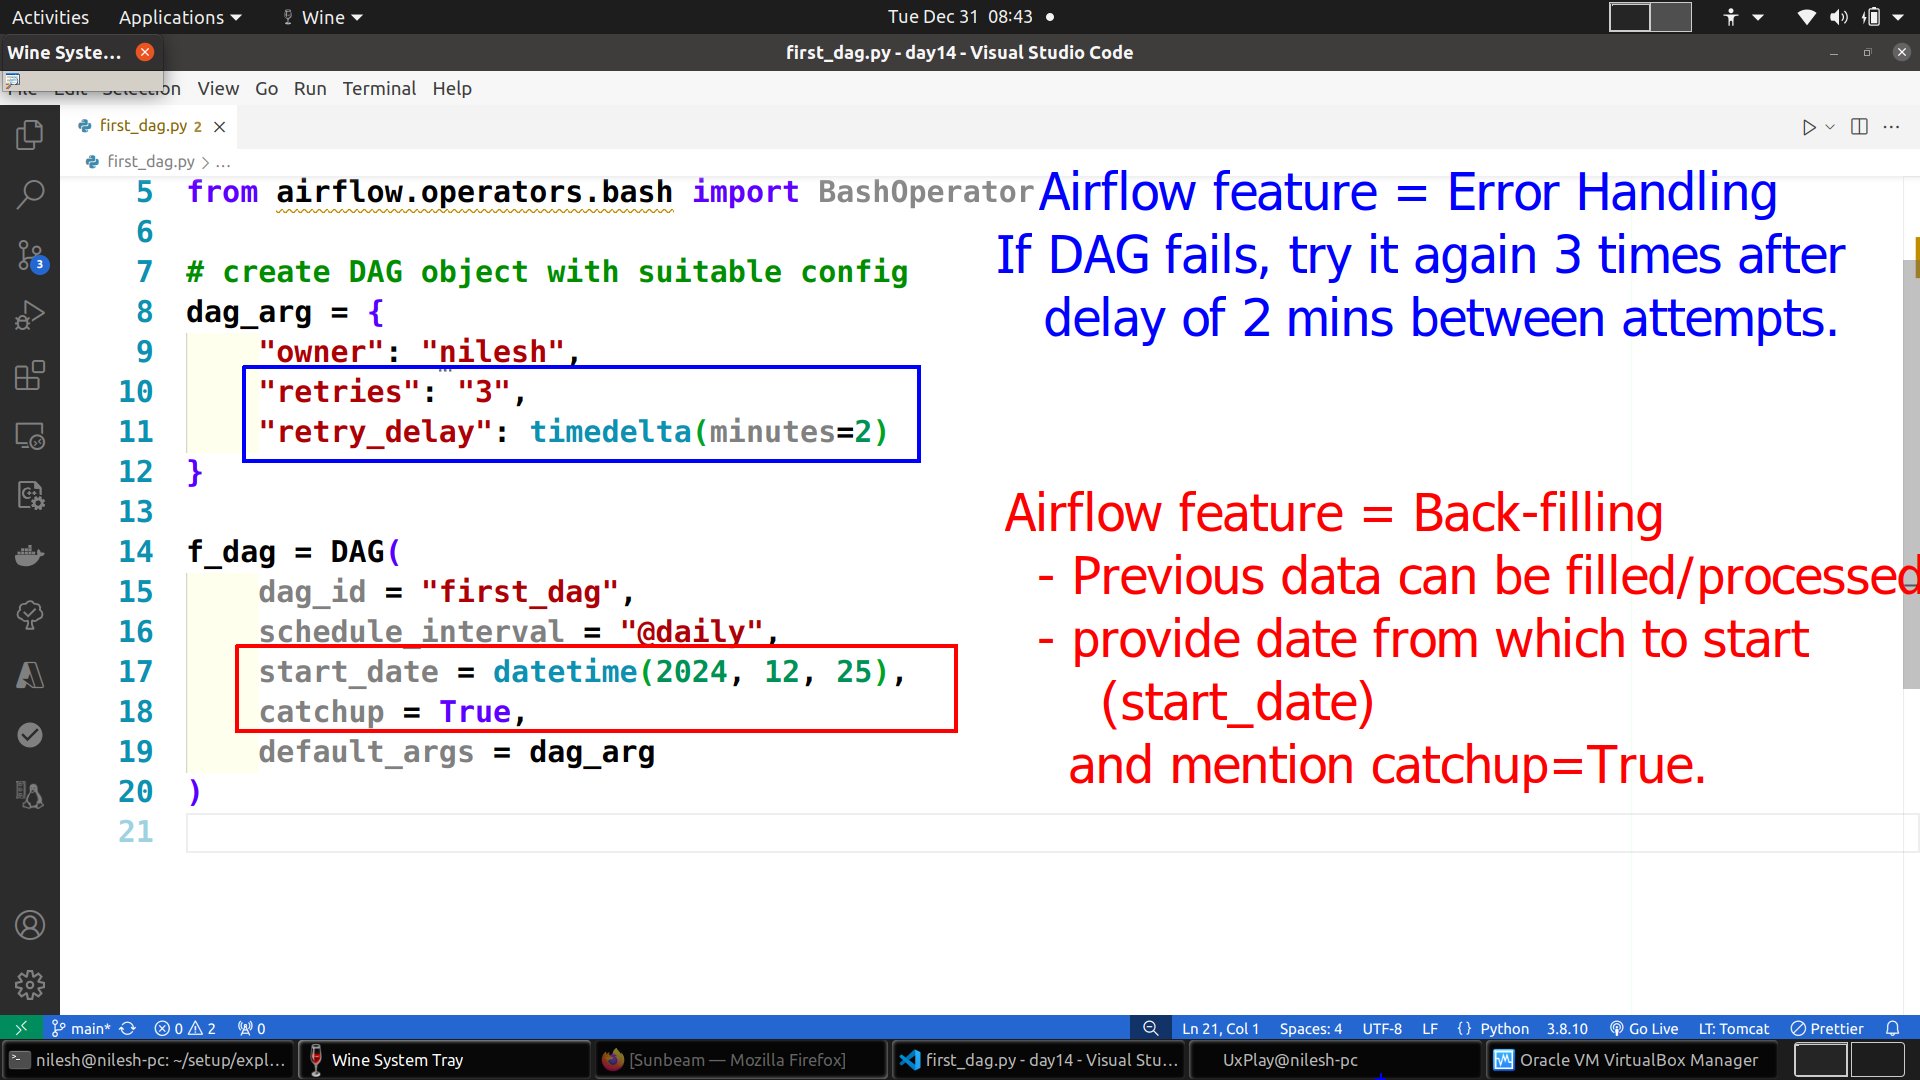 Activities Applications Wine Tue Dec 31 08:43
Wine Syste...
first_dag.py - day14 - Visual Studio Code
File Edit Selection View Go Run Terminal Help
first_dag.py 2
first_dag.py > ...
5 from airflow.operators.bash import BashOperator
6
7 # create DAG object with suitable config
8 dag_arg = {
9 "owner": "nilesh",
10 "retries": "3",
11 "retry_delay": timedelta(minutes=2)
12 }
13
14 f_dag = DAG(
15 dag_id = "first_dag",
16 schedule_interval = "@daily",
17 start_date = datetime(2024, 12, 25),
18 catchup = True,
19 default_args = dag_arg
20 )
21
Airflow feature = Error Handling
If DAG fails, try it again 3 times after
delay of 2 mins between attempts.
Airflow feature = Back-filling
- Previous data can be filled/processed
- provide date from which to start
(start_date)
and mention catchup=True.
3
main* 0 2 0 Ln 21, Col 1 Spaces: 4 UTF-8 LF {} Python 3.8.10 Go Live LT: Tomcat Prettier
nilesh@nilesh-pc: ~/setup/expl... Wine System Tray [Sunbeam — Mozilla Firefox] first_dag.py - day14 - Visual Stu... UxPlay@nilesh-pc Oracle VM VirtualBox Manager